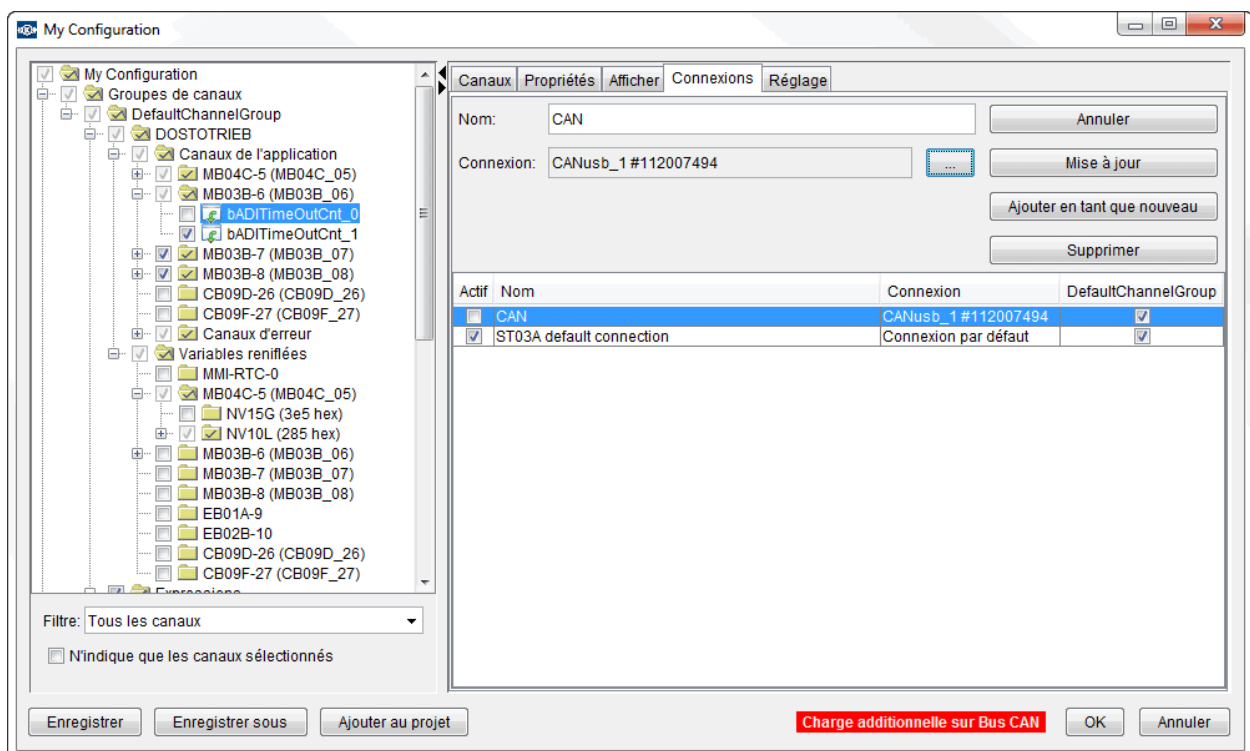 My Configuration
My Configuration
Groupes de canaux
DefaultChannelGroup
DOSTOTRIEB
Canaux de l'application
MB04C-5 (MB04C_05)
MB03B-6 (MB03B_06)
bADITimeOutCnt_0
bADITimeOutCnt_1
MB03B-7 (MB03B_07)
MB03B-8 (MB03B_08)
CB09D-26 (CB09D_26)
CB09F-27 (CB09F_27)
Canaux d'erreur
Variables reniflées
MMI-RTC-0
MB04C-5 (MB04C_05)
NV15G (3e5 hex)
NV10L (285 hex)
MB03B-6 (MB03B_06)
MB03B-7 (MB03B_07)
MB03B-8 (MB03B_08)
EB01A-9
EB02B-10
CB09D-26 (CB09D_26)
CB09F-27 (CB09F_27)
Expressions
Filtre: Tous les canaux
N'indique que les canaux sélectionnés
Canaux Propriétés Afficher Connexions Réglage
Nom: CAN Annuler
Connexion: CANusb_1 #112007494 ... Mise à jour
Ajouter en tant que nouveau
Supprimer
Actif Nom Connexion DefaultChannelGroup
CAN CANusb_1 #112007494
ST03A default connection Connexion par défaut
Enregistrer Enregistrer sous Ajouter au projet Charge additionnelle sur Bus CAN OK Annuler